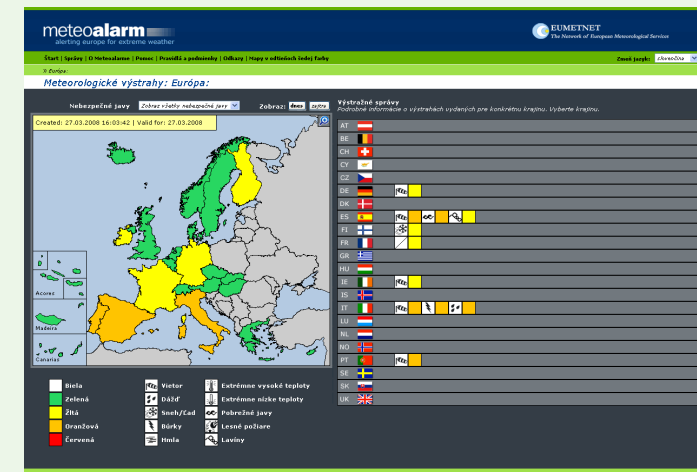 meteoalarm
alerting europe for extreme weather
EUMETNET
The Network of European Meteorological Services
Štart | Správy | O Meteoalarme | Pomoc | Pravidlá a podmienky | Odkazy | Mapy v odtieňoch šedej farby
Zmeň jazyk: slovenčina
» Európa:
Meteorologické výstrahy: Európa:
Nebezpečné javy Zobraz všetky nebezpečné javy Zobraz: dnes zajtra
Výstražné správy
Podrobné informácie o výstrahách vydaných pre konkrétnu krajinu. Vyberte krajinu.
Created: 27.03.2008 16:03:42 | Valid for: 27.03.2008
Acores
Madeira
Canarias
AT
BE
CH
CY
CZ
DE
DK
ES
FI
FR
GR
HU
IE
IS
IT
LU
NL
NO
PT
SE
SK
UK
Biela
Zelená
Žltá
Oranžová
Červená
Vietor
Dážď
Sneh/Ľad
Búrky
Hmla
Extrémne vysoké teploty
Extrémne nízke teploty
Pobrežné javy
Lesné požiare
Lavíny